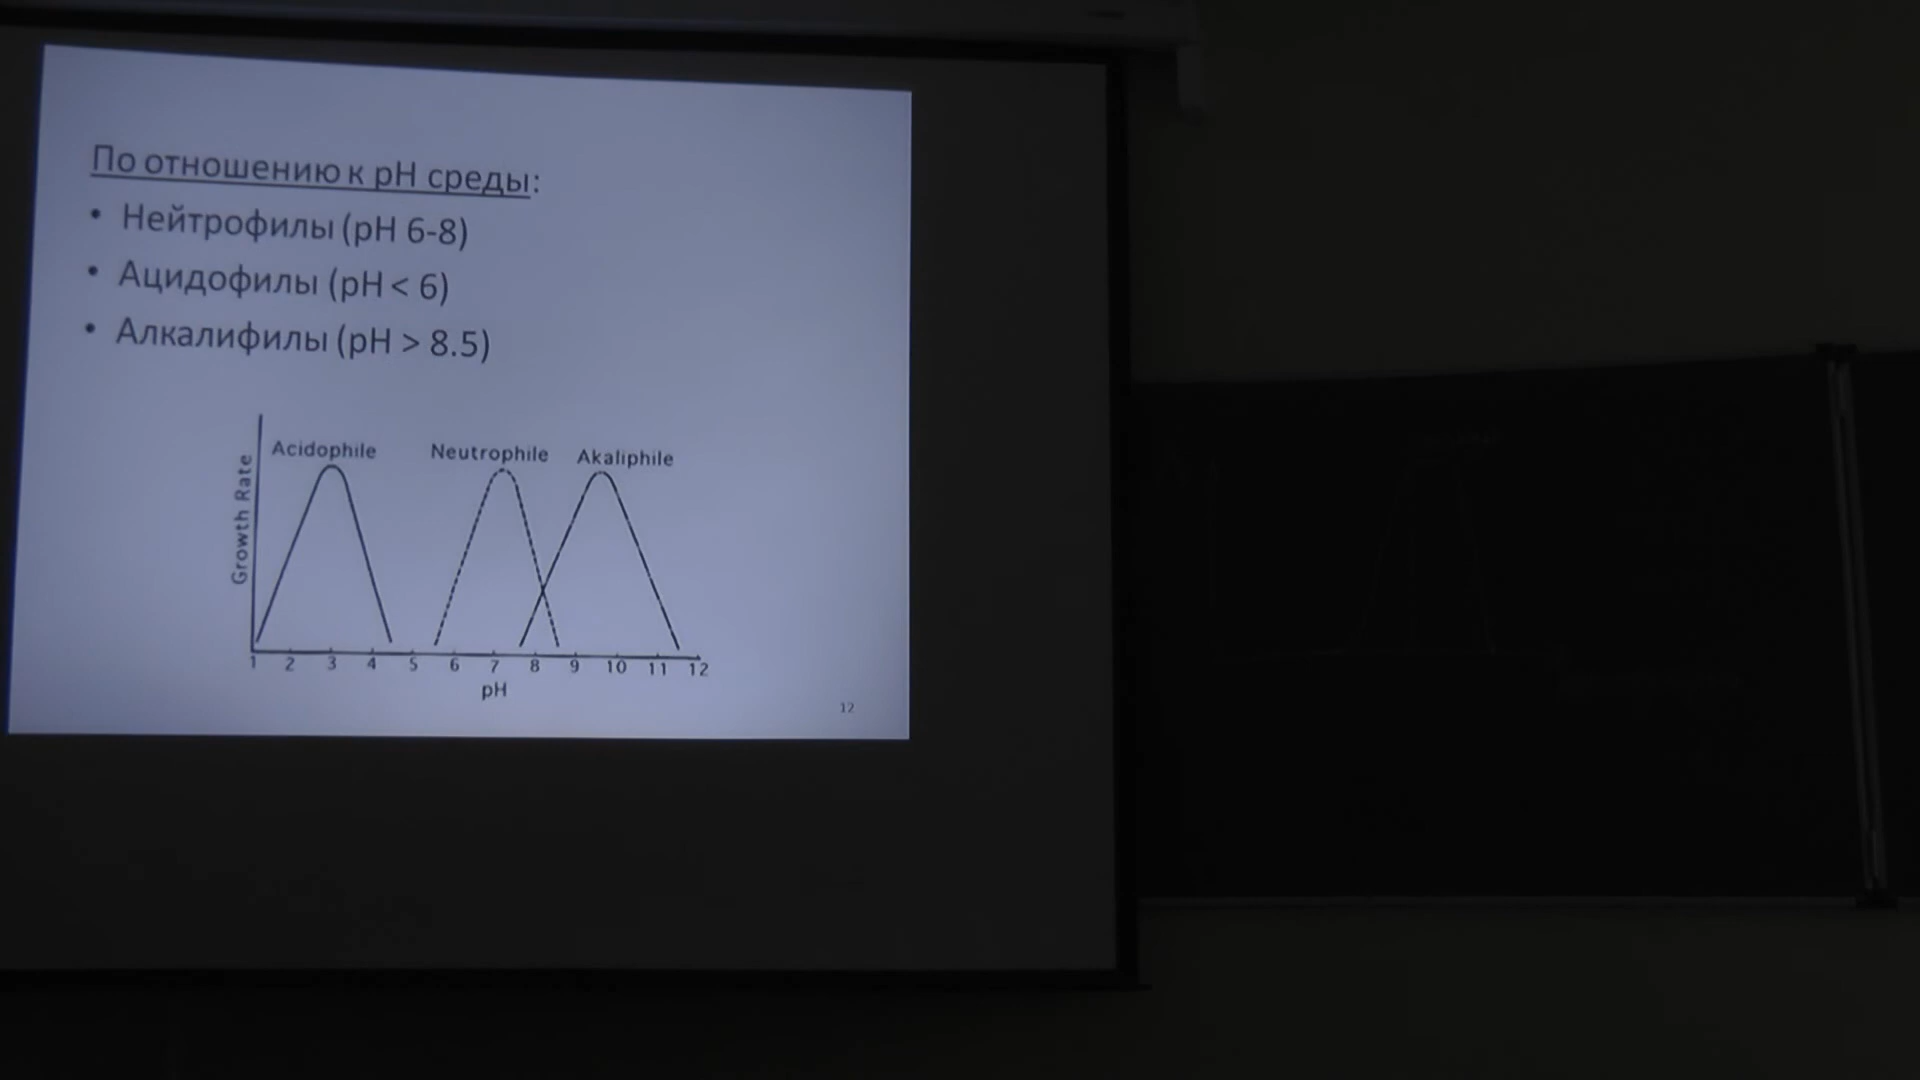 По отношению к pH среды:
• Нейтрофилы (pH 6-8)
• Ацидофилы (pH < 6)
• Алкалифилы (pH > 8.5)
Acidophile Neutrophile Akaliphile
Growth Rate
1 2 3 4 5 6 7 8 9 10 11 12
pH
12